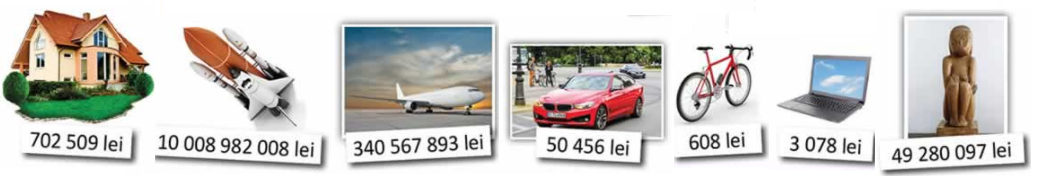 702 509 lei
10 008 982 008 lei
340 567 893 lei
50 456 lei
608 lei
3 078 lei
49 280 097 lei